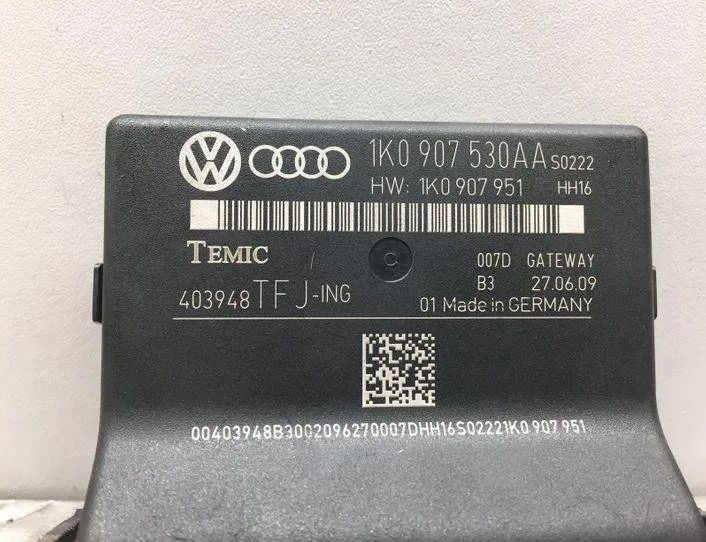 1K0 907 530AA S0222
HW: 1K0 907 951 HH16
TEMIC
007D GATEWAY
B3 27.06.09
403948TFJ-ING
01 Made in GERMANY
00403948B3002096270007DHH16S02221K0 907 951